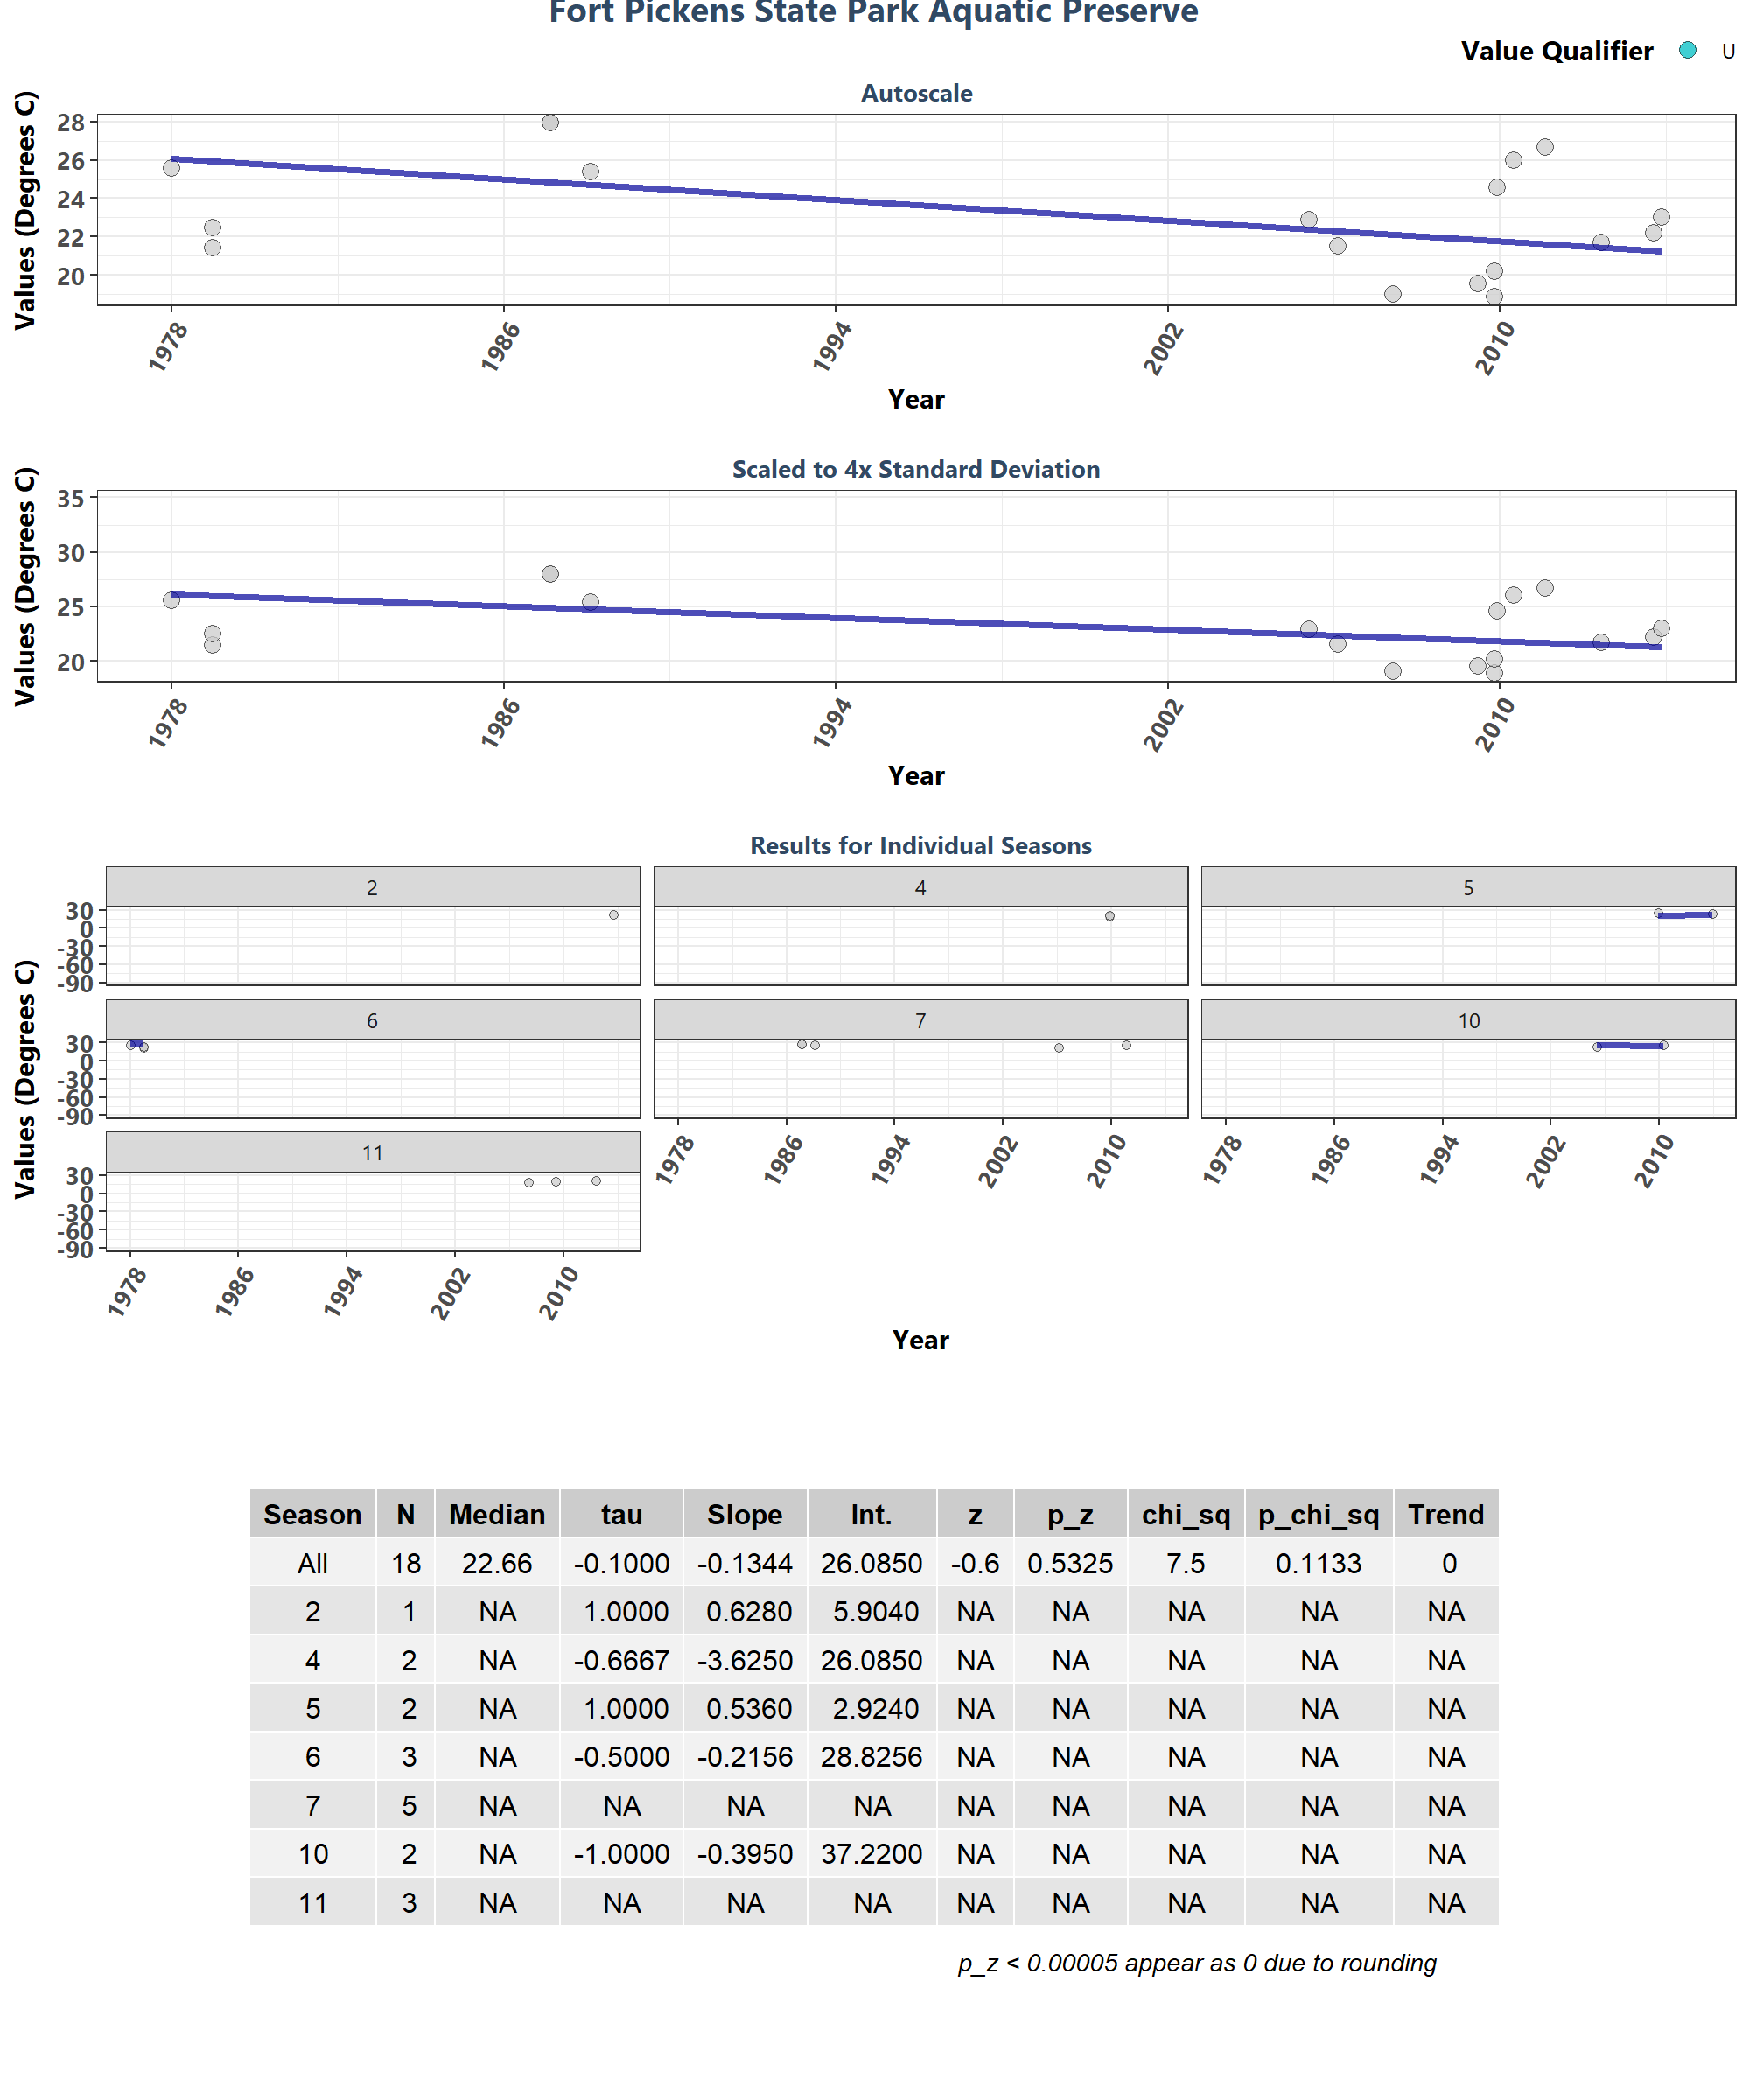 Fort Pickens State Park Aquatic Preserve
Value Qualifier U
Autoscale
Values (Degrees C)
28
26
24
22
20
1978 1986 1994 2002 2010
Year
Scaled to 4x Standard Deviation
Values (Degrees C)
35
30
25
20
1978 1986 1994 2002 2010
Year
Results for Individual Seasons
Values (Degrees C)
2 4 5
30
0
-30
-60
-90
6 7 10
30
0
-30
-60
-90
1978 1986 1994 2002 2010 1978 1986 1994 2002 2010
11
30
0
-30
-60
-90
1978 1986 1994 2002 2010
Year
Season N Median tau Slope Int. z p_z chi_sq p_chi_sq Trend
All 18 22.66 -0.1000 -0.1344 26.0850 -0.6 0.5325 7.5 0.1133 0
2 1 NA 1.0000 0.6280 5.9040 NA NA NA NA NA
4 2 NA -0.6667 -3.6250 26.0850 NA NA NA NA NA
5 2 NA 1.0000 0.5360 2.9240 NA NA NA NA NA
6 3 NA -0.5000 -0.2156 28.8256 NA NA NA NA NA
7 5 NA NA NA NA NA NA NA NA NA
10 2 NA -1.0000 -0.3950 37.2200 NA NA NA NA NA
11 3 NA NA NA NA NA NA NA NA NA
p_z < 0.00005 appear as 0 due to rounding